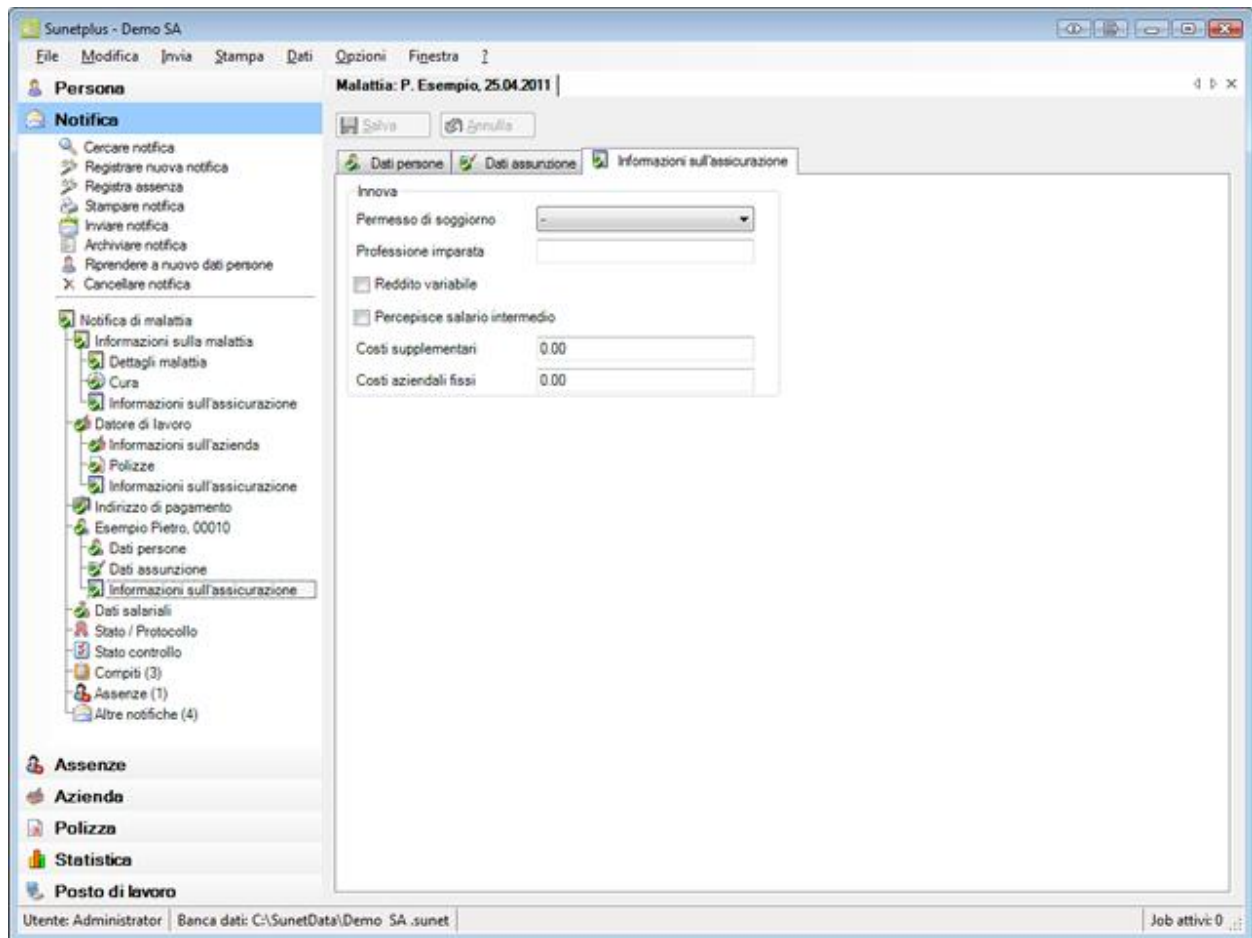 Sunetplus - Demo SA
File Modifica Invia Stampa Dati Opzioni Finestra ?
Persona
Notifica
Cercare notifica
Registrare nuova notifica
Registra assenza
Stampare notifica
Inviare notifica
Archiviare notifica
Riprendere a nuovo dati persone
Cancellare notifica
Notifica di malattia
Informazioni sulla malattia
Dettagli malattia
Cura
Informazioni sull'assicurazione
Datore di lavoro
Informazioni sull'azienda
Polizze
Informazioni sull'assicurazione
Indirizzo di pagamento
Esempio Pietro, 00010
Dati persone
Dati assunzione
Informazioni sull'assicurazione
Dati salariali
Stato / Protocollo
Stato controllo
Compiti (3)
Assenze (1)
Altre notifiche (4)
Assenze
Azienda
Polizza
Statistica
Posto di lavoro
Malattia: P. Esempio, 25.04.2011
Salva Annulla
Dati persone Dati assunzione Informazioni sull'assicurazione
Innova
Permesso di soggiorno -
Professione imparata
Reddito variabile
Percepisce salario intermedio
Costi supplementari 0.00
Costi aziendali fissi 0.00
Utente: Administrator Banca dati: C:\SunetData\Demo SA .sunet Job attivi: 0